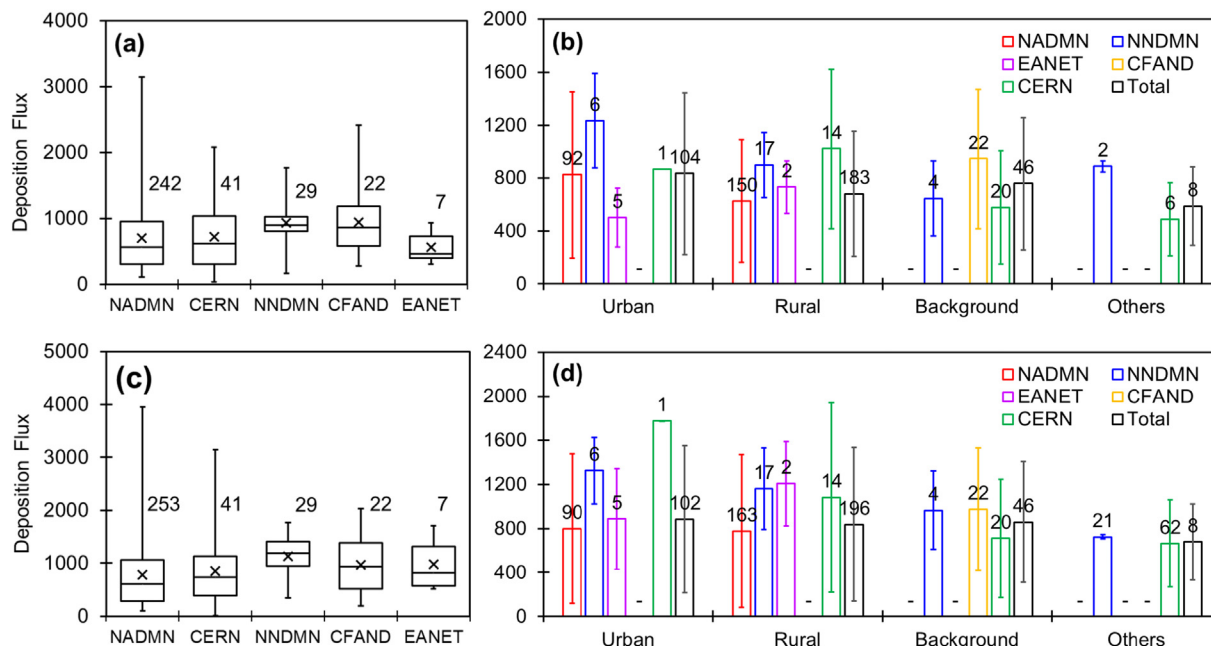 (a)
Deposition Flux
4000
3000
2000
1000
0
242
41
29
22
7
NADMN CERN NNDMN CFAND EANET
(b)
2000
1600
1200
800
400
0
NADMN NNDMN
EANET CFAND
CERN Total
92 6 5 - 1 104
150 17 2 - 14 183
- 4 - 22 20 46
- 2 - - 6 8
Urban Rural Background Others
(c)
Deposition Flux
5000
4000
3000
2000
1000
0
253 41 29 22 7
NADMN CERN NNDMN CFAND EANET
(d)
2400
2000
1600
1200
800
400
0
NADMN NNDMN
EANET CFAND
CERN Total
90 6 5 - 1 102
163 17 2 - 14 196
- 4 - 22 20 46
- 21 - - 62 8
Urban Rural Background Others